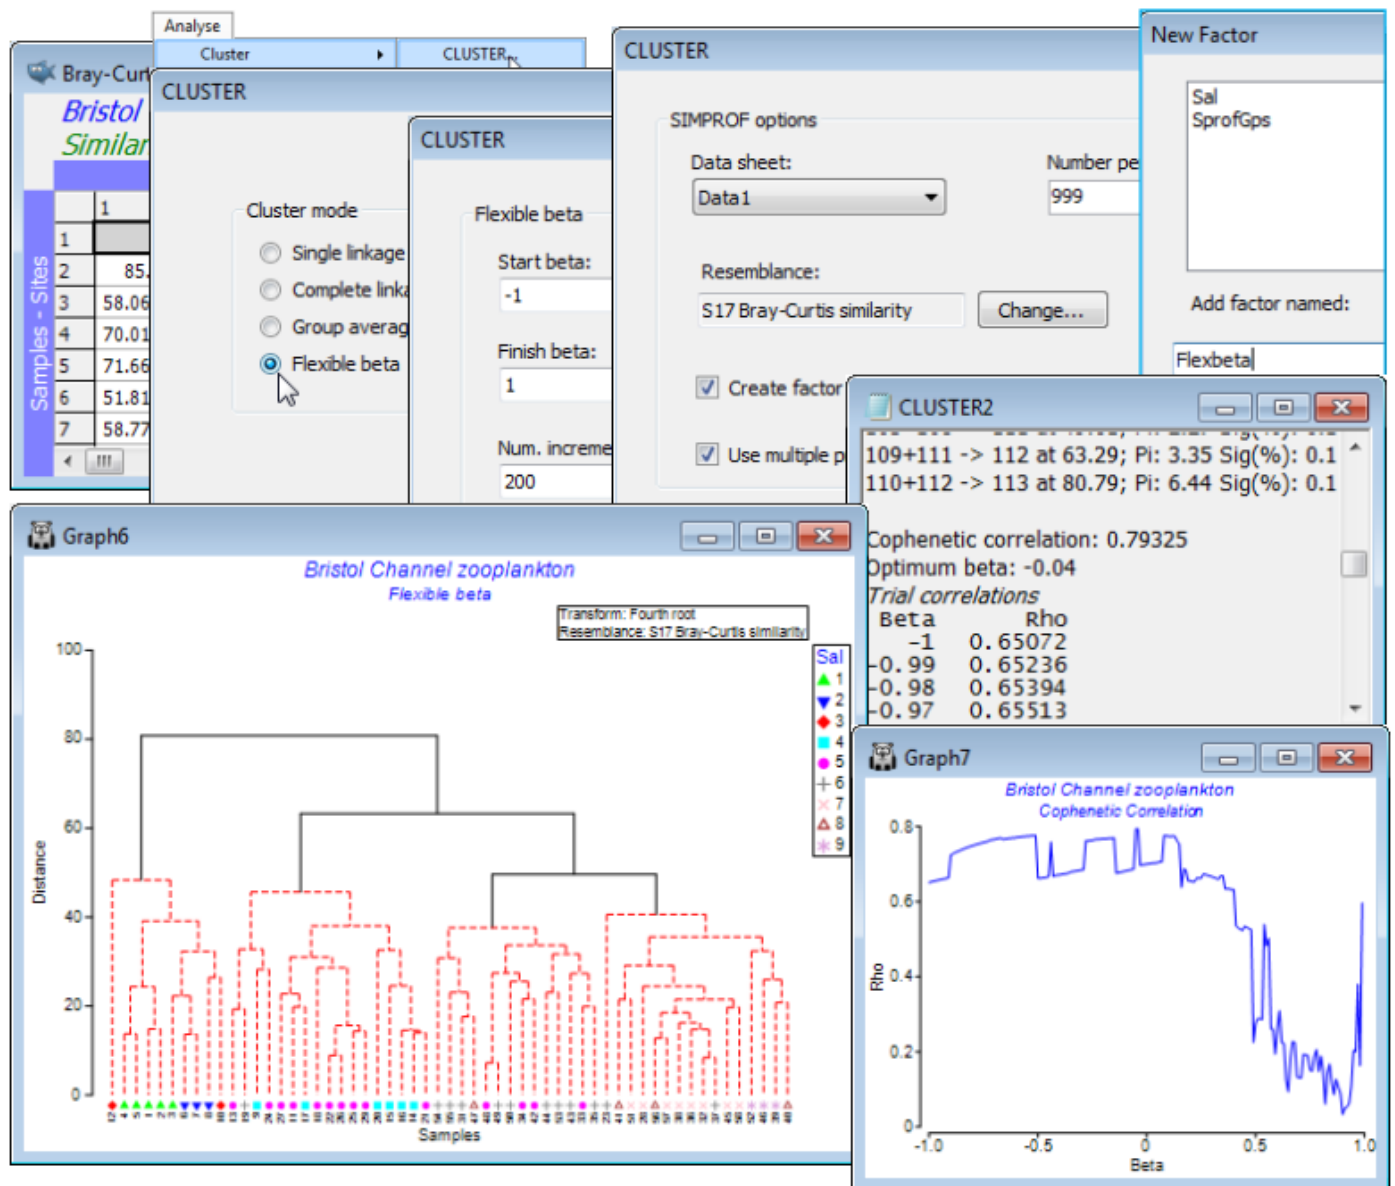 Analyse
Cluster
CLUSTER...
Bray-Curt
Bristol
Similar
Samples - Sites
1
1
2 85.
3 58.06
4 70.01
5 71.66
6 51.81
7 58.77
CLUSTER
Cluster mode
Single linkage
Complete linka
Group averag
Flexible beta
CLUSTER
Flexible beta
Start beta:
-1
Finish beta:
1
Num. increme
200
CLUSTER
SIMPROF options
Data sheet:
Number pe
Data1
999
Resemblance:
S17 Bray-Curtis similarity
Change...
Create factor
Use multiple p
New Factor
Sal
SprofGps
Add factor named:
Flexbeta
CLUSTER2
109+111 -> 112 at 63.29; Pi: 3.35 Sig(%): 0.1
110+112 -> 113 at 80.79; Pi: 6.44 Sig(%): 0.1
Cophenetic correlation: 0.79325
Optimum beta: -0.04
Trial correlations
Beta Rho
-1 0.65072
-0.99 0.65236
-0.98 0.65394
-0.97 0.65513
Graph6
Bristol Channel zooplankton
Flexible beta
Transform: Fourth root
Resemblance: S17 Bray-Curtis similarity
Sal
1
2
3
4
5
6
7
8
9
100
80
60
40
20
0
Distance
Samples
Graph7
Bristol Channel zooplankton
Cophenetic Correlation
0.8
0.6
0.4
0.2
0
Rho
-1.0 -0.5 0 0.5 1.0
Beta